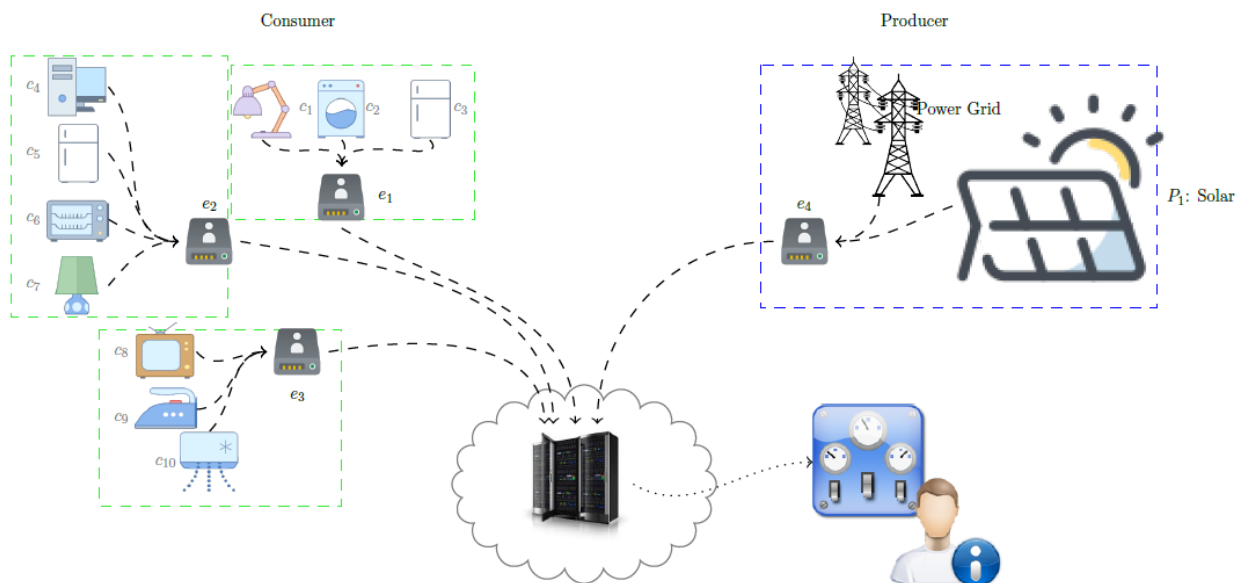 Consumer
Producer
c₄
c₁
c₂
c₃
Power Grid
c₅
e₁
P₁: Solar
e₂
e₄
c₆
c₇
c₈
e₃
c₉
c₁₀